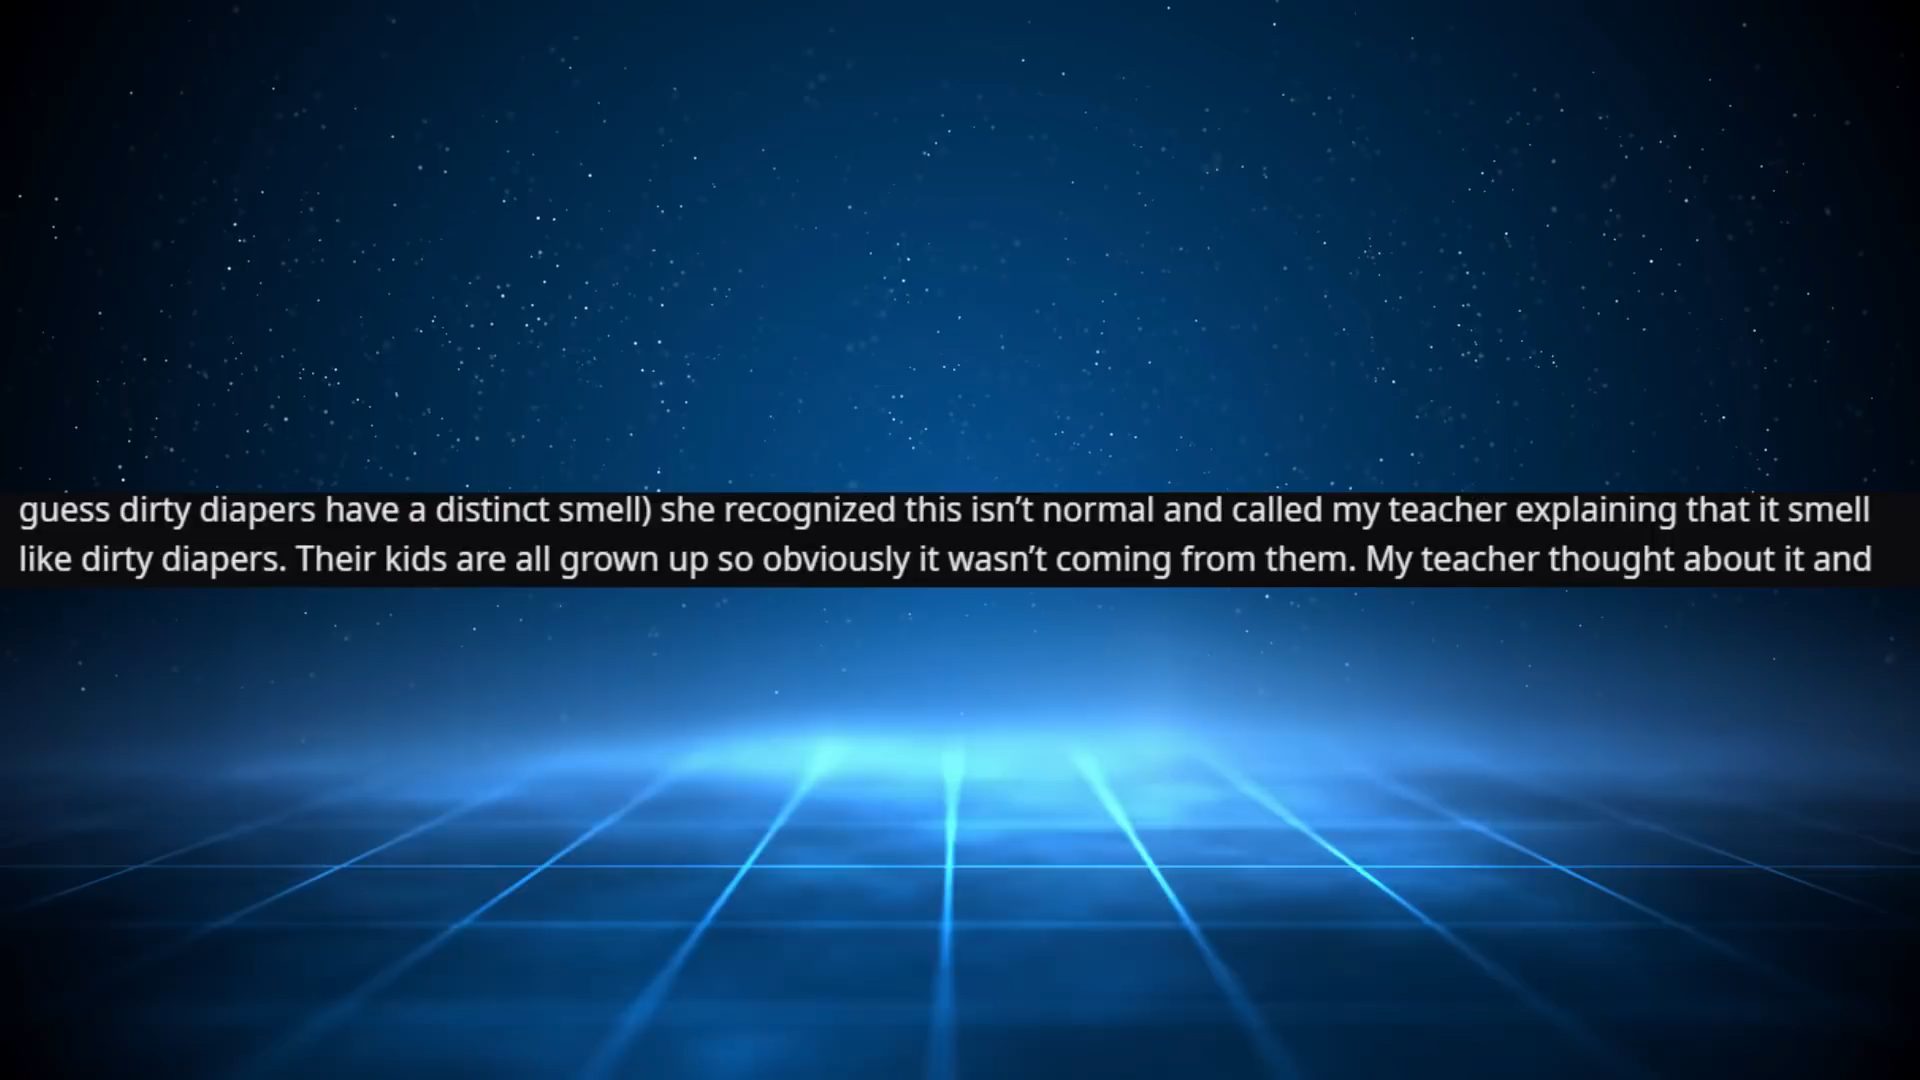 guess dirty diapers have a distinct smell) she recognized this isn’t normal and called my teacher explaining that it smell
like dirty diapers. Their kids are all grown up so obviously it wasn’t coming from them. My teacher thought about it and